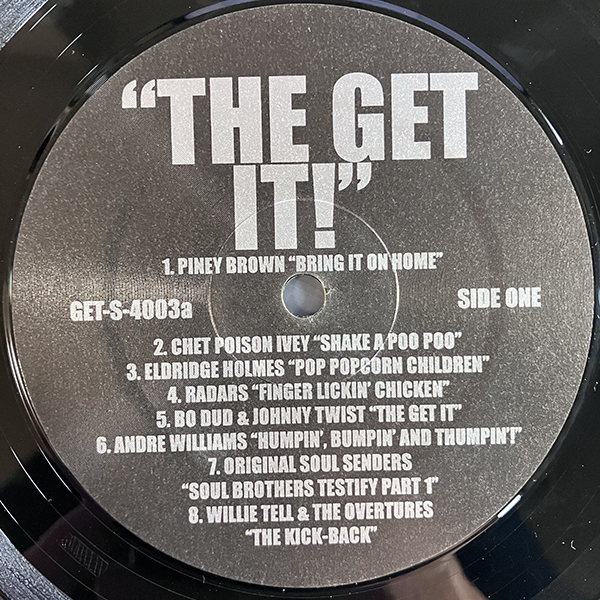 “THE GET
IT!”
1. PINEY BROWN “BRING IT ON HOME”
GET-S-4003a
SIDE ONE
2. CHET POISON IVEY “SHAKE A POO POO”
3. ELDRIDGE HOLMES “POP POPCORN CHILDREN”
4. RADARS “FINGER LICKIN’ CHICKEN”
5. BO DUD & JOHNNY TWIST “THE GET IT”
6. ANDRE WILLIAMS “HUMPIN’, BUMPIN’ AND THUMPIN’!”
7. ORIGINAL SOUL SENDERS
“SOUL BROTHERS TESTIFY PART 1”
8. WILLIE TELL & THE OVERTURES
“THE KICK-BACK”